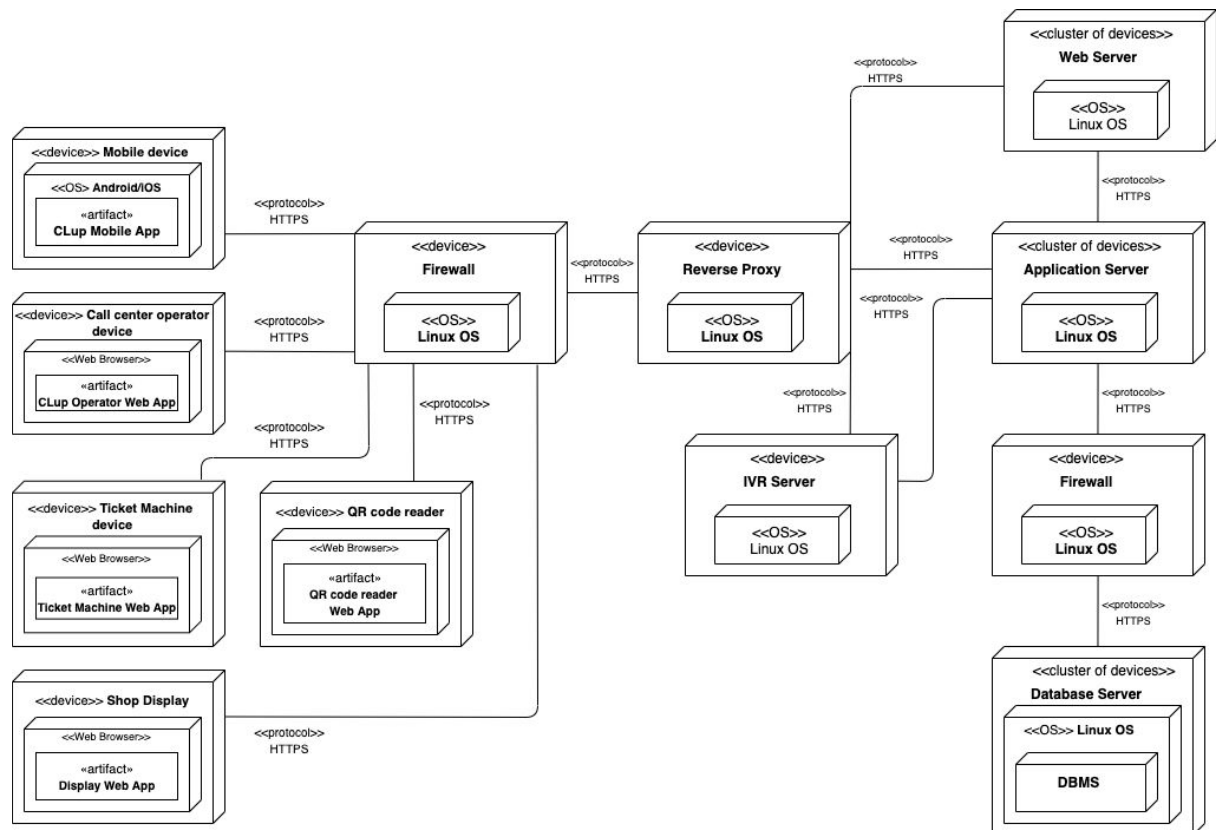 <<cluster of devices>>
Web Server
<<OS>>
Linux OS
<<protocol>>
HTTPS
<<device>> Mobile device
<<OS> Android/iOS
«artifact»
CLup Mobile App
<<protocol>>
HTTPS
<<protocol>>
HTTPS
<<device>>
Firewall
<<OS>>
Linux OS
<<protocol>>
HTTPS
<<device>>
Reverse Proxy
<<OS>>
Linux OS
<<protocol>>
HTTPS
<<protocol>>
HTTPS
<<cluster of devices>>
Application Server
<<OS>>
Linux OS
<<device>> Call center operator
device
<<Web Browser>>
«artifact»
CLup Operator Web App
<<protocol>>
HTTPS
<<protocol>>
HTTPS
<<protocol>>
HTTPS
<<protocol>>
HTTPS
<<protocol>>
HTTPS
<<device>>
IVR Server
<<OS>>
Linux OS
<<device>>
Firewall
<<OS>>
Linux OS
<<device>> Ticket Machine
device
<<Web Browser>>
«artifact»
Ticket Machine Web App
<<device>> QR code reader
<<Web Browser>>
«artifact»
QR code reader
Web App
<<protocol>>
HTTPS
<<device>> Shop Display
<<Web Browser>>
«artifact»
Display Web App
<<protocol>>
HTTPS
<<cluster of devices>>
Database Server
<<OS>> Linux OS
DBMS